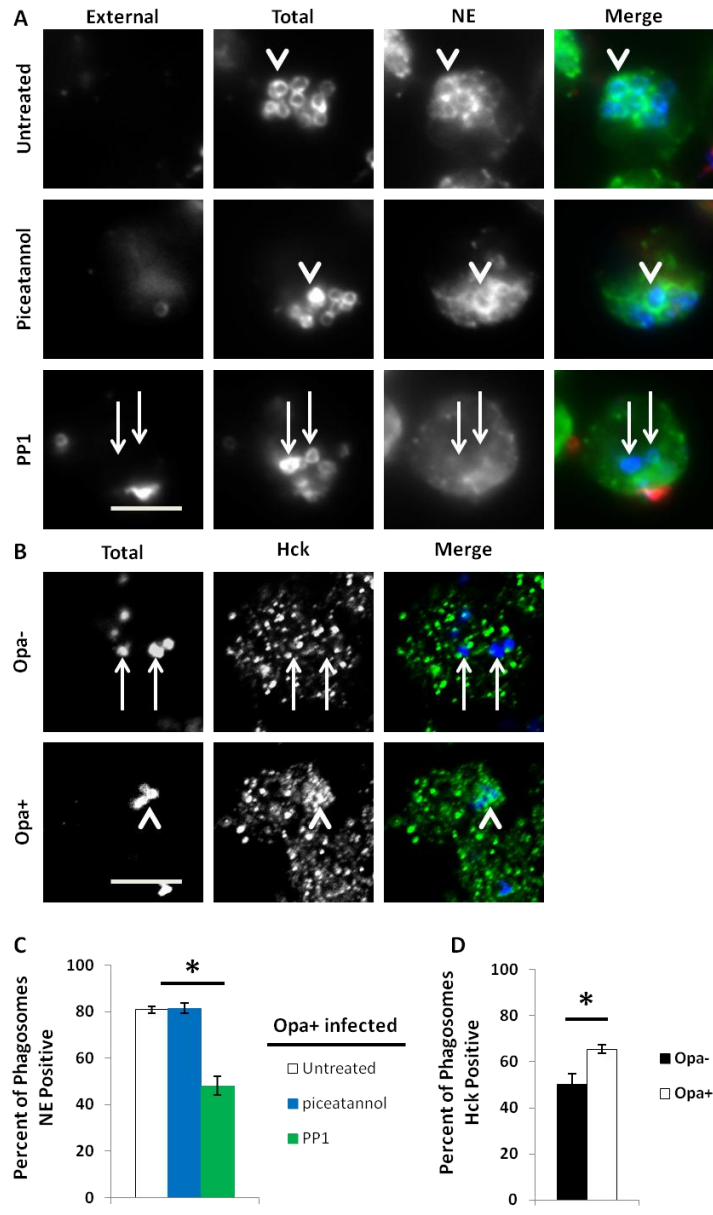 A
External Total NE Merge
Untreated
Piceatannol
PP1
B
Total Hck Merge
Opa-
Opa+
C
Percent of Phagosomes
NE Positive
100
80
60
40
20
0
*
Opa+ infected
Untreated
piceatannol
PP1
D
Percent of Phagosomes
Hck Positive
100
80
60
40
20
0
*
Opa-
Opa+